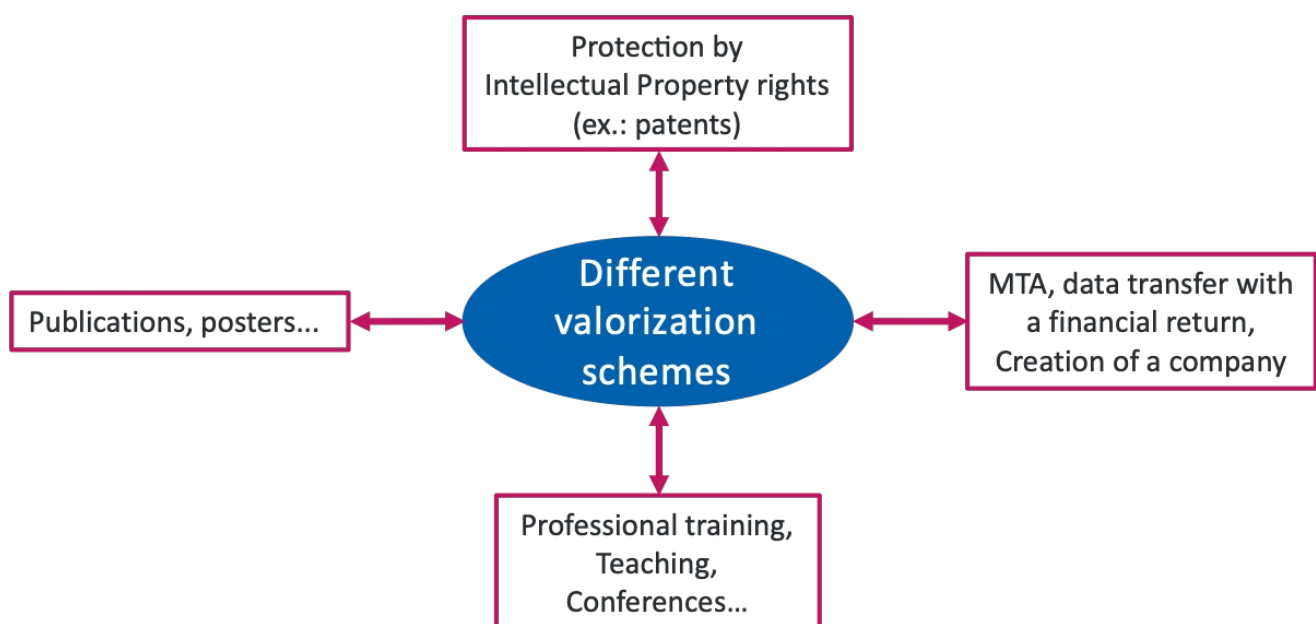 Protection by
Intellectual Property rights
(ex.: patents)
Publications, posters...
Different
valorization
schemes
MTA, data transfer with
a financial return,
Creation of a company
Professional training,
Teaching,
Conferences...